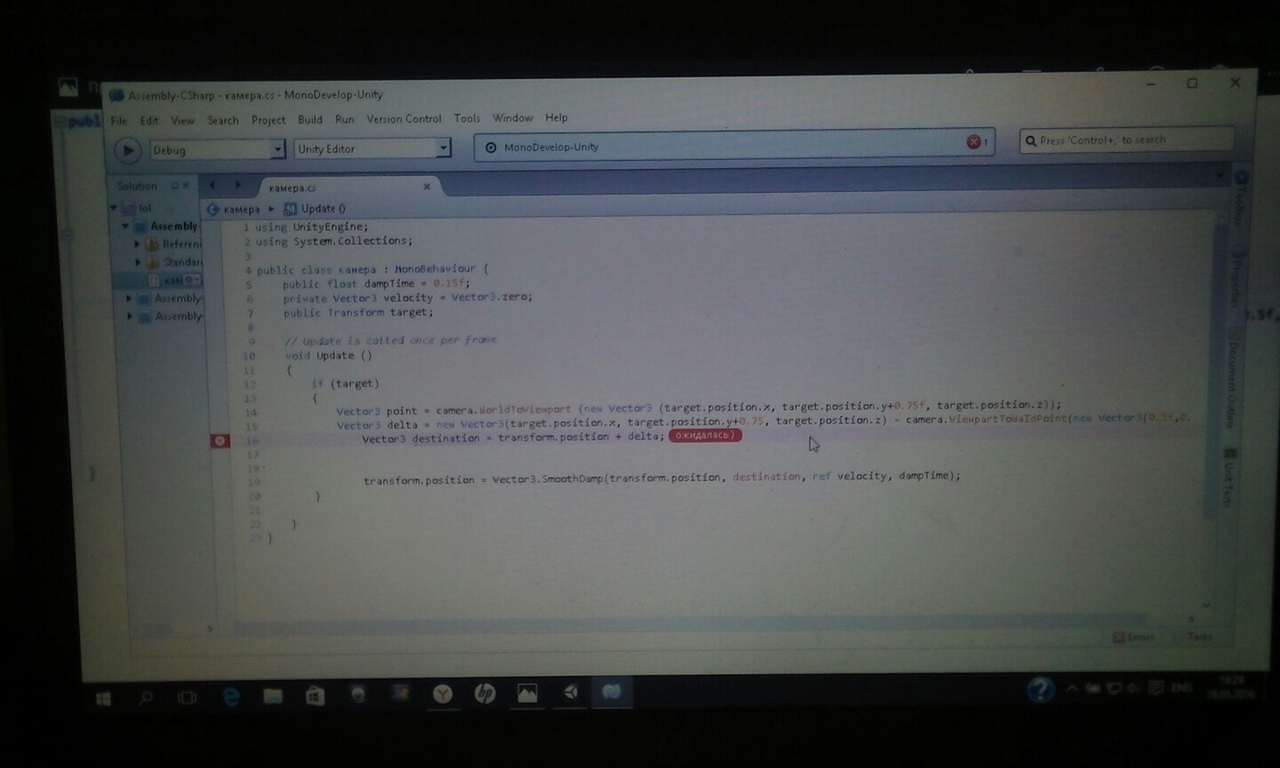 Assembly-CSharp - камера.cs - MonoDevelop-Unity
File Edit View Search Project Build Run Version Control Tools Window Help
publ
Debug
Unity Editor
MonoDevelop-Unity
1
Press 'Control+,' to search
Solution
камера.cs
lol
камера
Update ()
Assembly
Referen
Standar
Assembly
Assembly
1 using UnityEngine;
2 using System.Collections;
3
4 public class камера : MonoBehaviour {
5 public float dampTime = 0.15f;
6 private Vector3 velocity = Vector3.zero;
7 public Transform target;
8
9 // Update is called once per frame
10 void Update ()
11 {
12 if (target)
13 {
14 Vector3 point = camera.WorldToViewport (new Vector3 (target.position.x, target.position.y+0.75f, target.position.z));
15 Vector3 delta = new Vector3(target.position.x, target.position.y+0.75, target.position.z) - camera.ViewpartToWaldPoint(new Vector3(0.5f,0.
16 Vector3 destination = transform.position + delta; ожидалась)
17
18
19 transform.position = Vector3.SmoothDamp(transform.position, destination, ref velocity, dampTime);
20 }
21
22 }
23 }
}
Toolbox
Properties
Document Outline
Unit Tests
.5f,
Errors
Tasks
hp
?
ENG
16:29